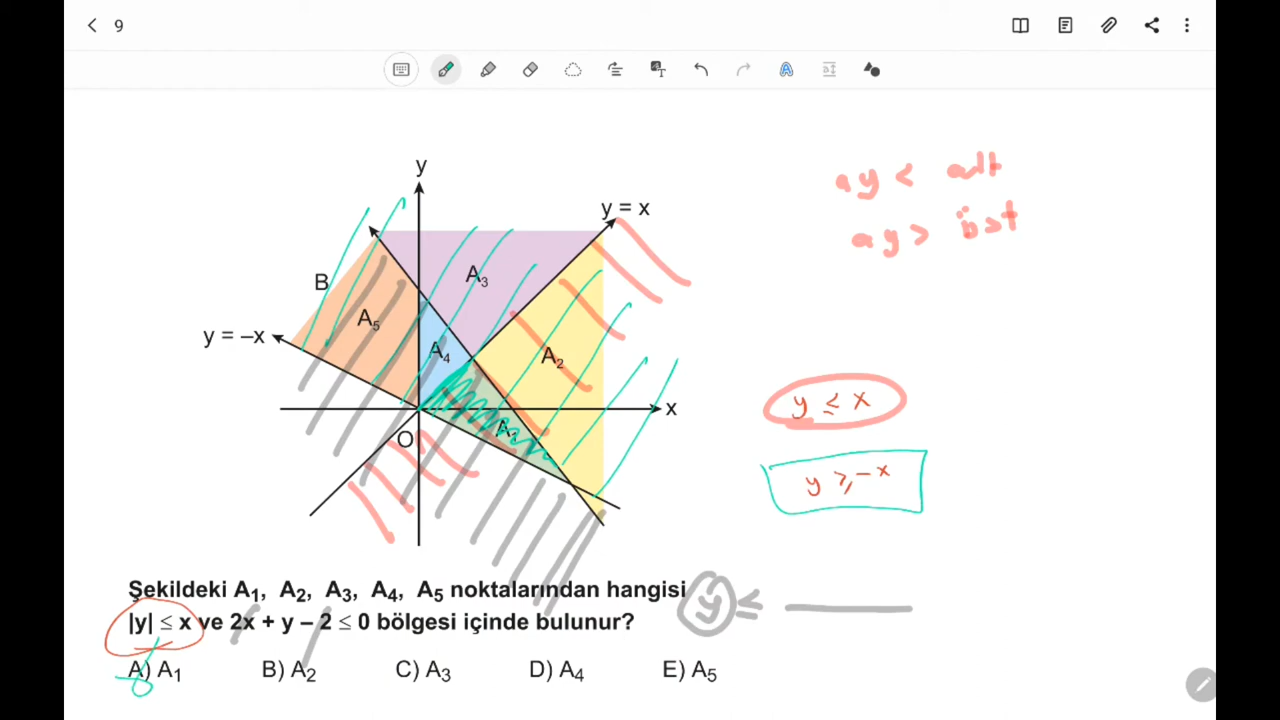 9
y
ay < alt
y = x
ay > üst
A3
B
A5
y = –x
A4
A2
x
y ≤ x
A1
O
y ≥ -x
Şekildeki A1, A2, A3, A4, A5 noktalarından hangisi
|y| ≤ x ve 2x + y – 2 ≤ 0 bölgesi içinde bulunur?
y ≤
A) A1 B) A2 C) A3 D) A4 E) A5